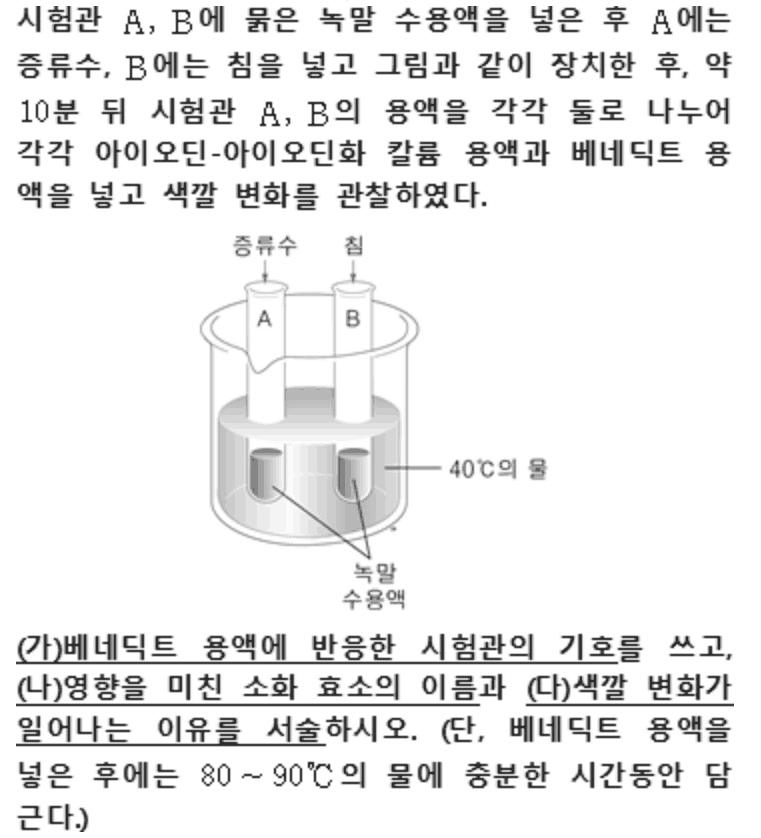 시험관 A, B에 묽은 녹말 수용액을 넣은 후 A에는
증류수, B에는 침을 넣고 그림과 같이 장치한 후, 약
10분 뒤 시험관 A, B의 용액을 각각 둘로 나누어
각각 아이오딘-아이오딘화 칼륨 용액과 베네딕트 용
액을 넣고 색깔 변화를 관찰하였다.
증류수 침
A B
40℃의 물
녹말
수용액
(가)베네딕트 용액에 반응한 시험관의 기호를 쓰고,
(나)영향을 미친 소화 효소의 이름과 (다)색깔 변화가
일어나는 이유를 서술하시오. (단, 베네딕트 용액을
넣은 후에는 80 ~ 90℃의 물에 충분한 시간동안 담
근다.)